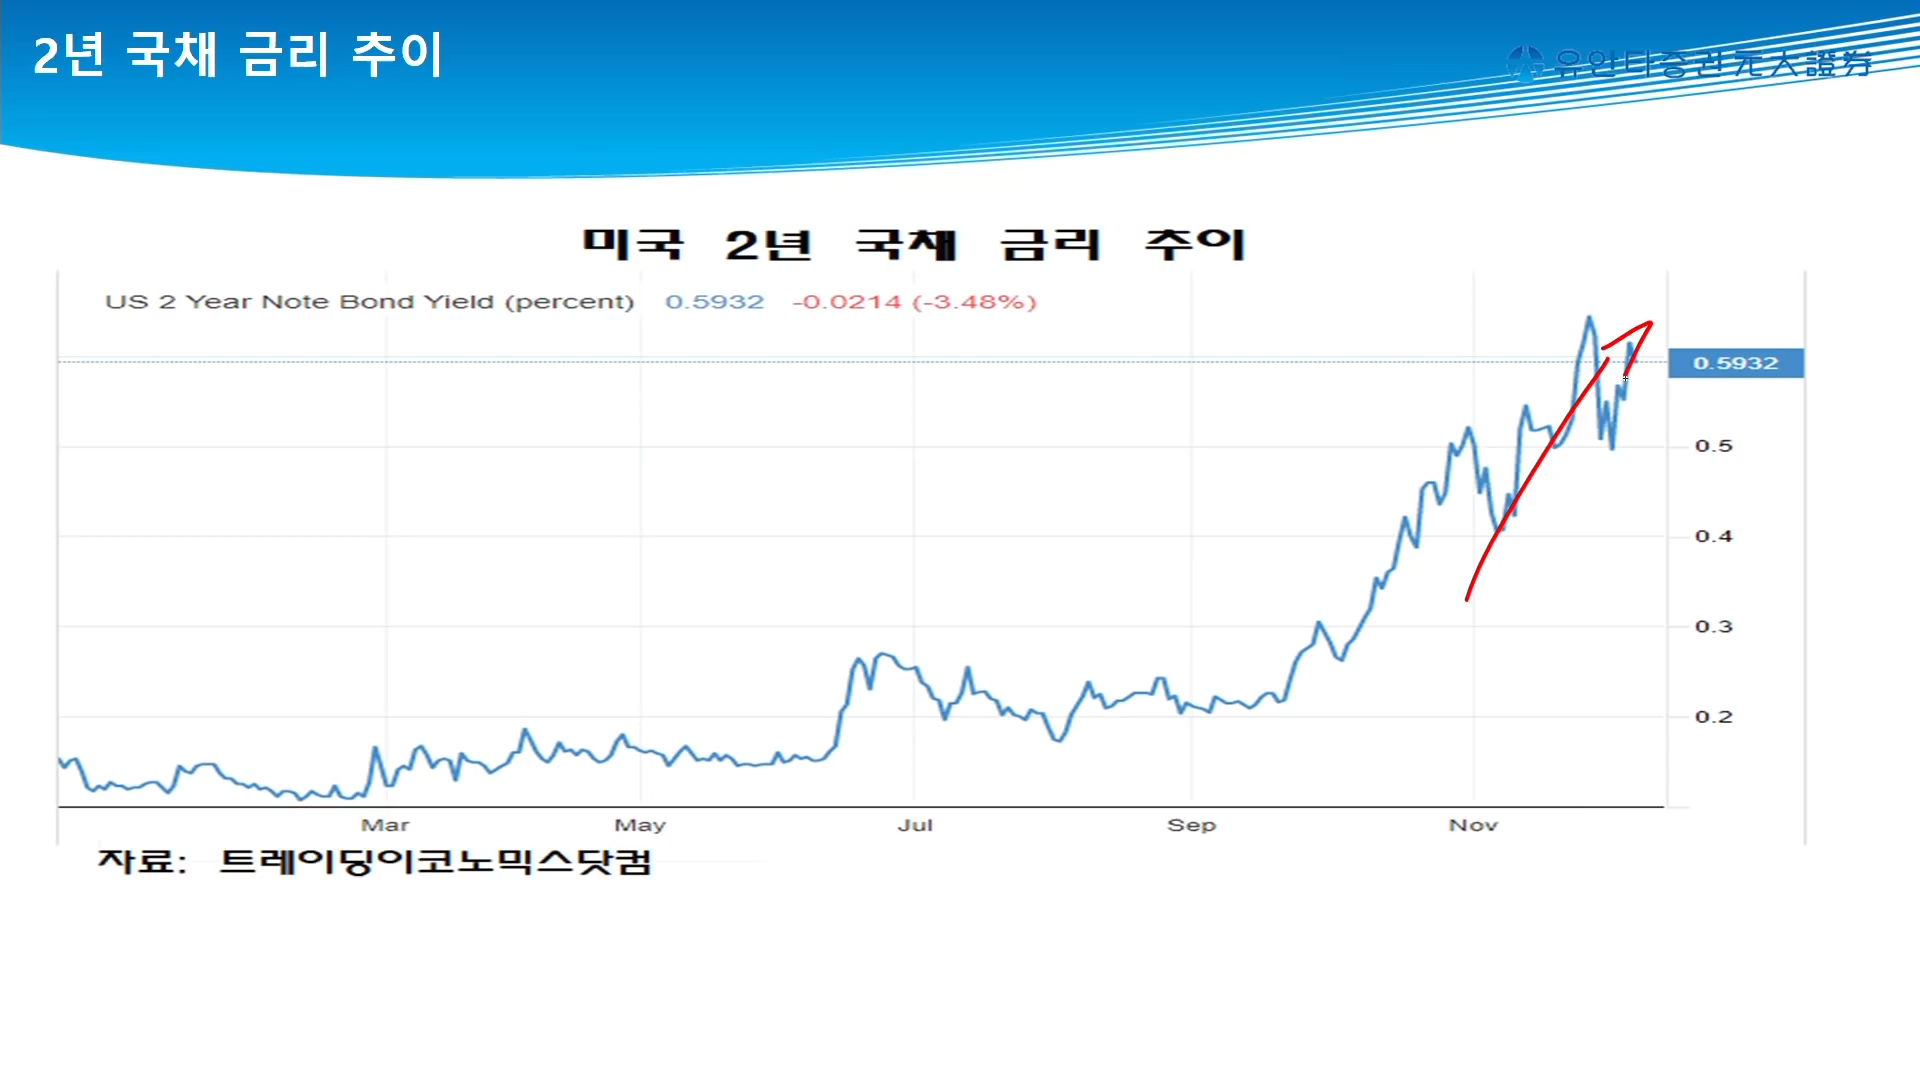 2년 국채 금리 추이
유안타증권 元大證券
미국 2년 국채 금리 추이
US 2 Year Note Bond Yield (percent) 0.5932 -0.0214 (-3.48%)
0.5932
0.5
0.4
0.3
0.2
Mar May Jul Sep Nov
자료: 트레이딩이코노믹스닷컴